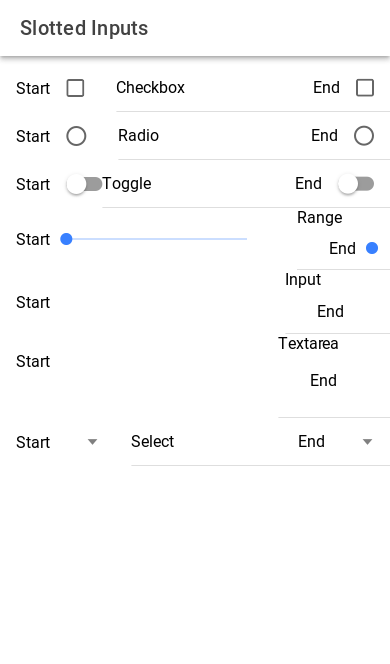 Slotted Inputs
Start Checkbox End
Start Radio End
Start Toggle End
Range
Start End
Input
Start End
Textarea
Start End
Start Select End